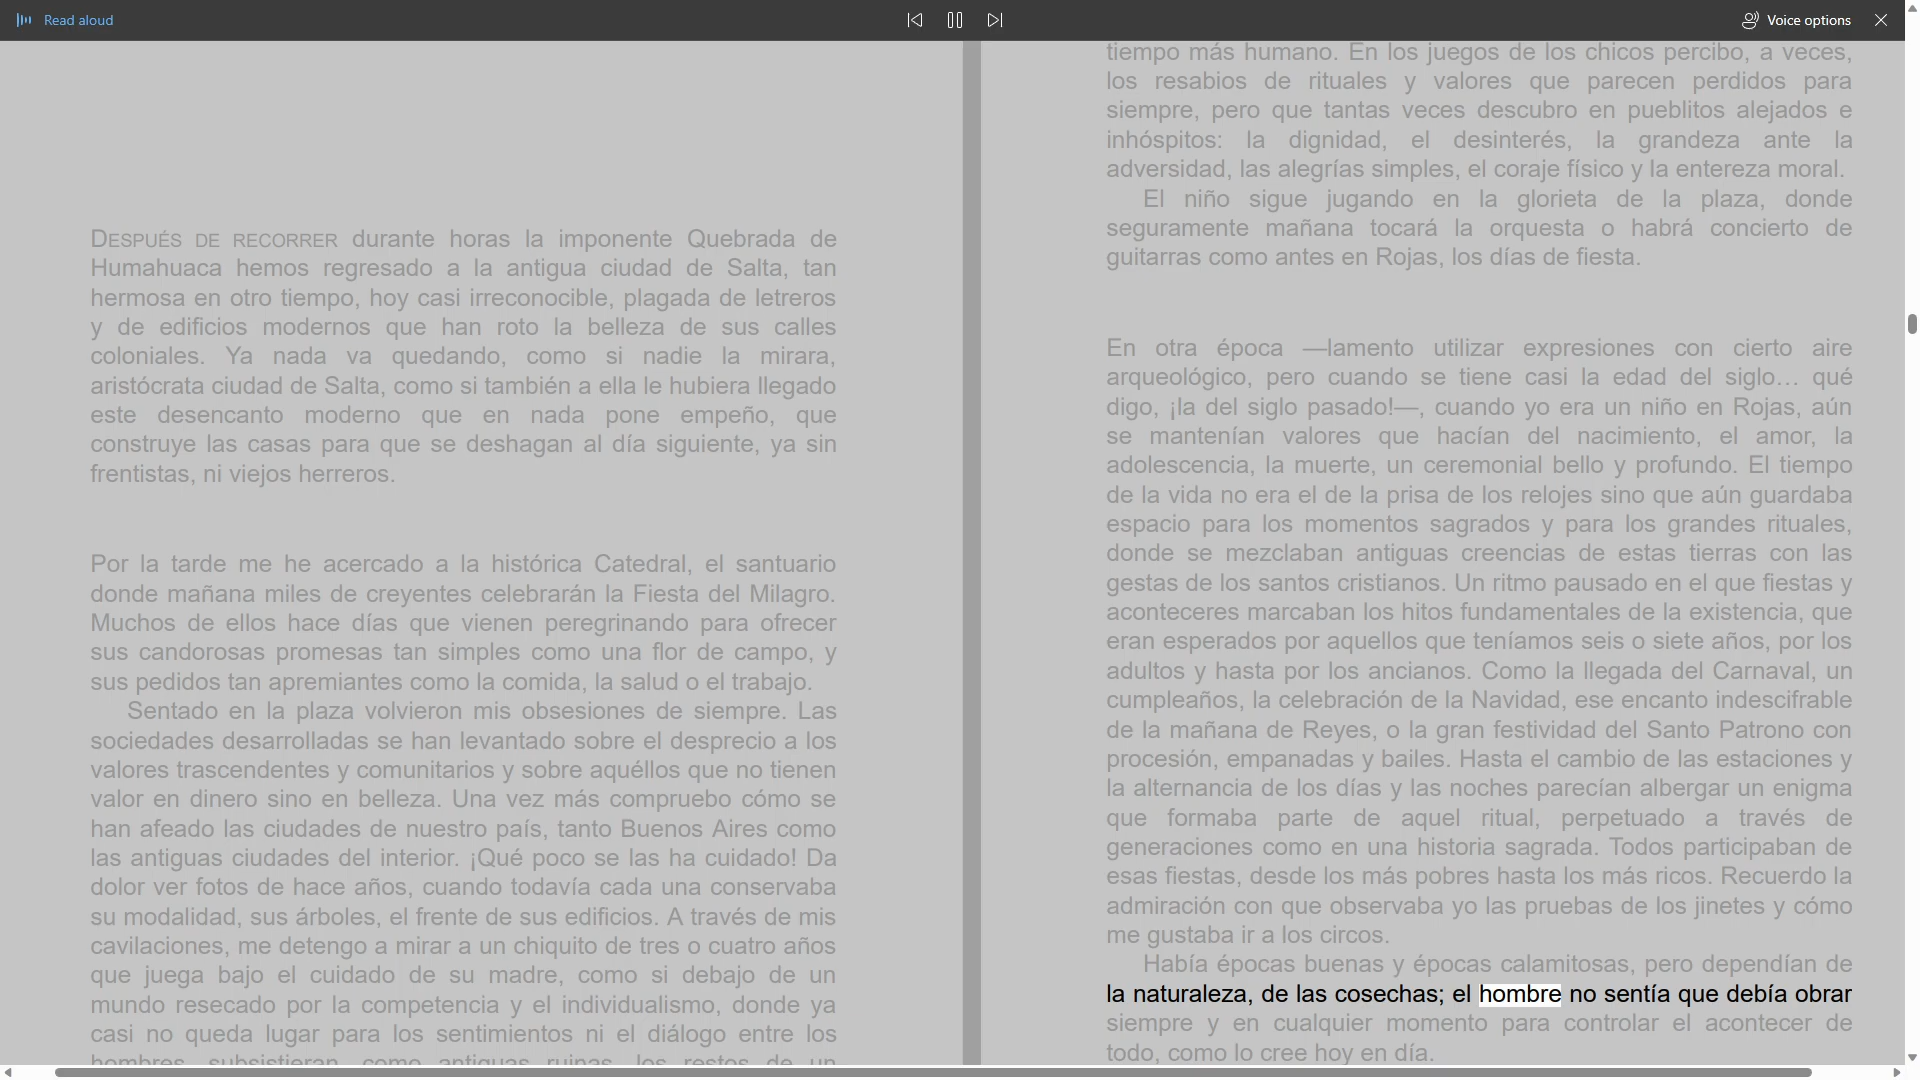 Read aloud
Voice options
DESPUÉS DE RECORRER durante horas la imponente Quebrada de
Humahuaca hemos regresado a la antigua ciudad de Salta, tan
hermosa en otro tiempo, hoy casi irreconocible, plagada de letreros
y de edificios modernos que han roto la belleza de sus calles
coloniales. Ya nada va quedando, como si nadie la mirara,
aristócrata ciudad de Salta, como si también a ella le hubiera llegado
este desencanto moderno que en nada pone empeño, que
construye las casas para que se deshagan al día siguiente, ya sin
frentistas, ni viejos herreros.
Por la tarde me he acercado a la histórica Catedral, el santuario
donde mañana miles de creyentes celebrarán la Fiesta del Milagro.
Muchos de ellos hace días que vienen peregrinando para ofrecer
sus candorosas promesas tan simples como una flor de campo, y
sus pedidos tan apremiantes como la comida, la salud o el trabajo.
Sentado en la plaza volvieron mis obsesiones de siempre. Las
sociedades desarrolladas se han levantado sobre el desprecio a los
valores trascendentes y comunitarios y sobre aquéllos que no tienen
valor en dinero sino en belleza. Una vez más compruebo cómo se
han afeado las ciudades de nuestro país, tanto Buenos Aires como
las antiguas ciudades del interior. ¡Qué poco se las ha cuidado! Da
dolor ver fotos de hace años, cuando todavía cada una conservaba
su modalidad, sus árboles, el frente de sus edificios. A través de mis
cavilaciones, me detengo a mirar a un chiquito de tres o cuatro años
que juega bajo el cuidado de su madre, como si debajo de un
mundo resecado por la competencia y el individualismo, donde ya
casi no queda lugar para los sentimientos ni el diálogo entre los
hombres, subsistieran, como antiguas ruinas, los restos de un
tiempo más humano. En los juegos de los chicos percibo, a veces,
los resabios de rituales y valores que parecen perdidos para
siempre, pero que tantas veces descubro en pueblitos alejados e
inhóspitos: la dignidad, el desinterés, la grandeza ante la
adversidad, las alegrías simples, el coraje físico y la entereza moral.
El niño sigue jugando en la glorieta de la plaza, donde
seguramente mañana tocará la orquesta o habrá concierto de
guitarras como antes en Rojas, los días de fiesta.
En otra época —lamento utilizar expresiones con cierto aire
arqueológico, pero cuando se tiene casi la edad del siglo… qué
digo, ¡la del siglo pasado!—, cuando yo era un niño en Rojas, aún
se mantenían valores que hacían del nacimiento, el amor, la
adolescencia, la muerte, un ceremonial bello y profundo. El tiempo
de la vida no era el de la prisa de los relojes sino que aún guardaba
espacio para los momentos sagrados y para los grandes rituales,
donde se mezclaban antiguas creencias de estas tierras con las
gestas de los santos cristianos. Un ritmo pausado en el que fiestas y
aconteceres marcaban los hitos fundamentales de la existencia, que
eran esperados por aquellos que teníamos seis o siete años, por los
adultos y hasta por los ancianos. Como la llegada del Carnaval, un
cumpleaños, la celebración de la Navidad, ese encanto indescifrable
de la mañana de Reyes, o la gran festividad del Santo Patrono con
procesión, empanadas y bailes. Hasta el cambio de las estaciones y
la alternancia de los días y las noches parecían albergar un enigma
que formaba parte de aquel ritual, perpetuado a través de
generaciones como en una historia sagrada. Todos participaban de
esas fiestas, desde los más pobres hasta los más ricos. Recuerdo la
admiración con que observaba yo las pruebas de los jinetes y cómo
me gustaba ir a los circos.
Había épocas buenas y épocas calamitosas, pero dependían de
la naturaleza, de las cosechas; el hombre no sentía que debía obrar
siempre y en cualquier momento para controlar el acontecer de
todo, como lo cree hoy en día.